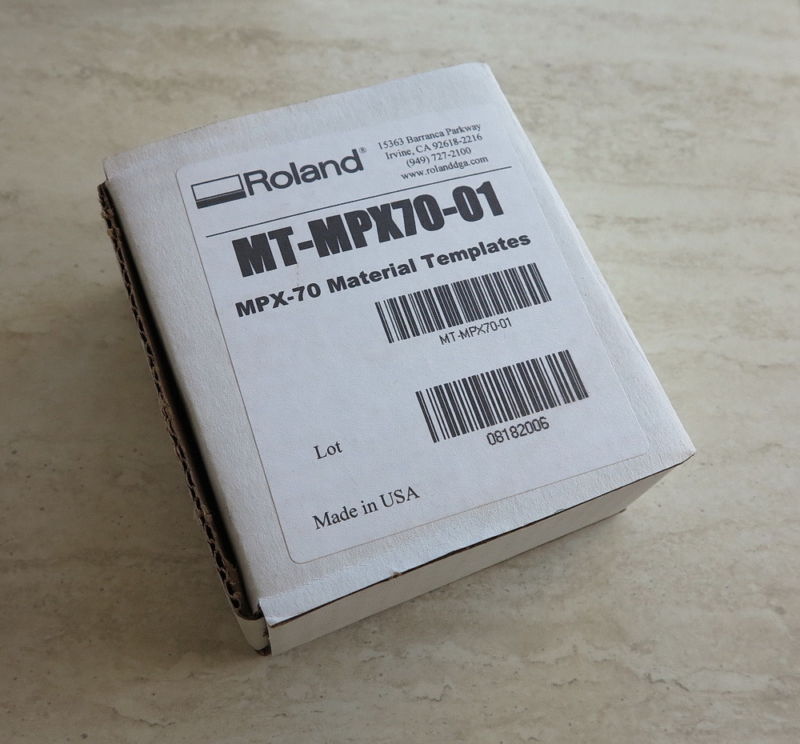 Roland®
15363 Barranca Parkway
Irvine, CA 92618-2216
(949) 727-2100
www.rolanddga.com
MT-MPX70-01
MPX-70 Material Templates
MT-MPX70-01
08182006
Lot
Made in USA